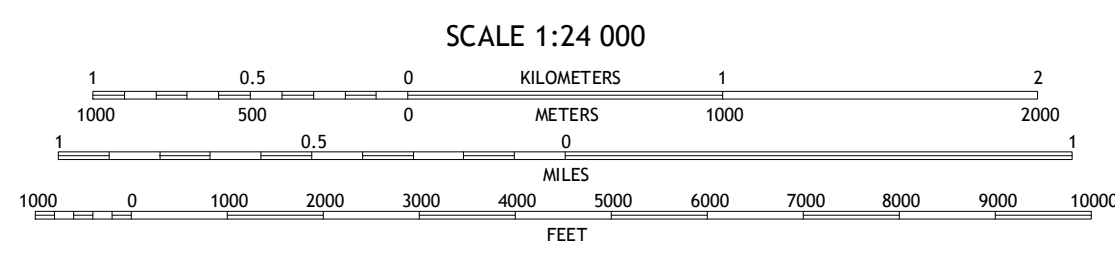 SCALE 1:24 000
1 0.5 0 KILOMETERS 1 2
1000 500 0 METERS 1000 2000
1 0.5 0 1
MILES
1000 0 1000 2000 3000 4000 5000 6000 7000 8000 9000 10000
FEET